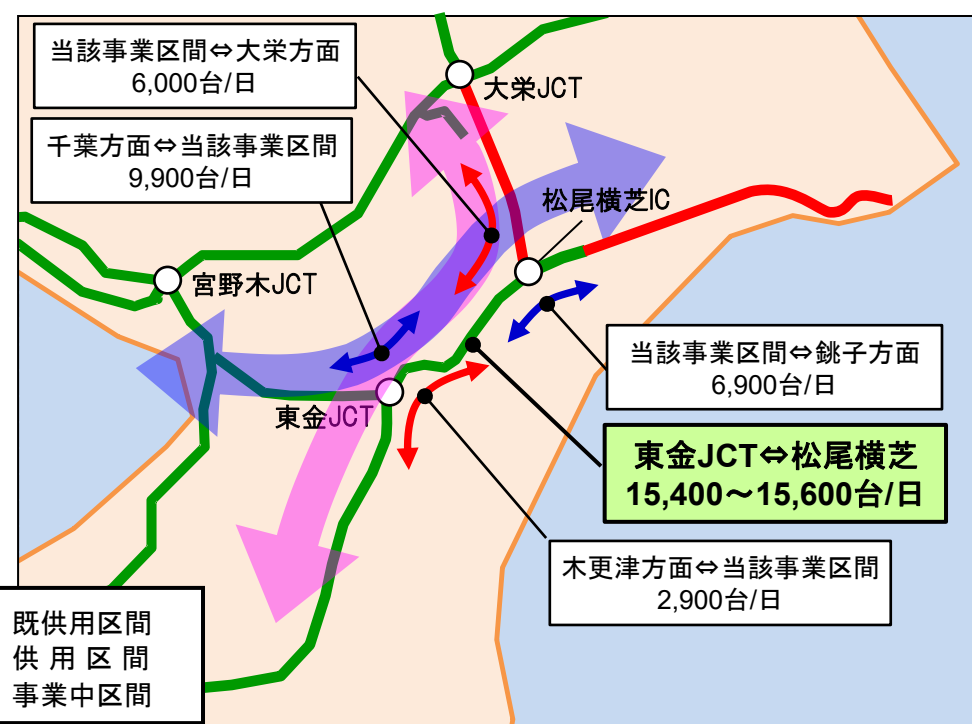 当該事業区間⇔大栄方面
6,000台/日
大栄JCT
千葉方面⇔当該事業区間
9,900台/日
松尾横芝IC
宮野木JCT
当該事業区間⇔銚子方面
6,900台/日
東金JCT
東金JCT⇔松尾横芝
15,400～15,600台/日
木更津方面⇔当該事業区間
2,900台/日
既供用区間
供用区間
事業中区間